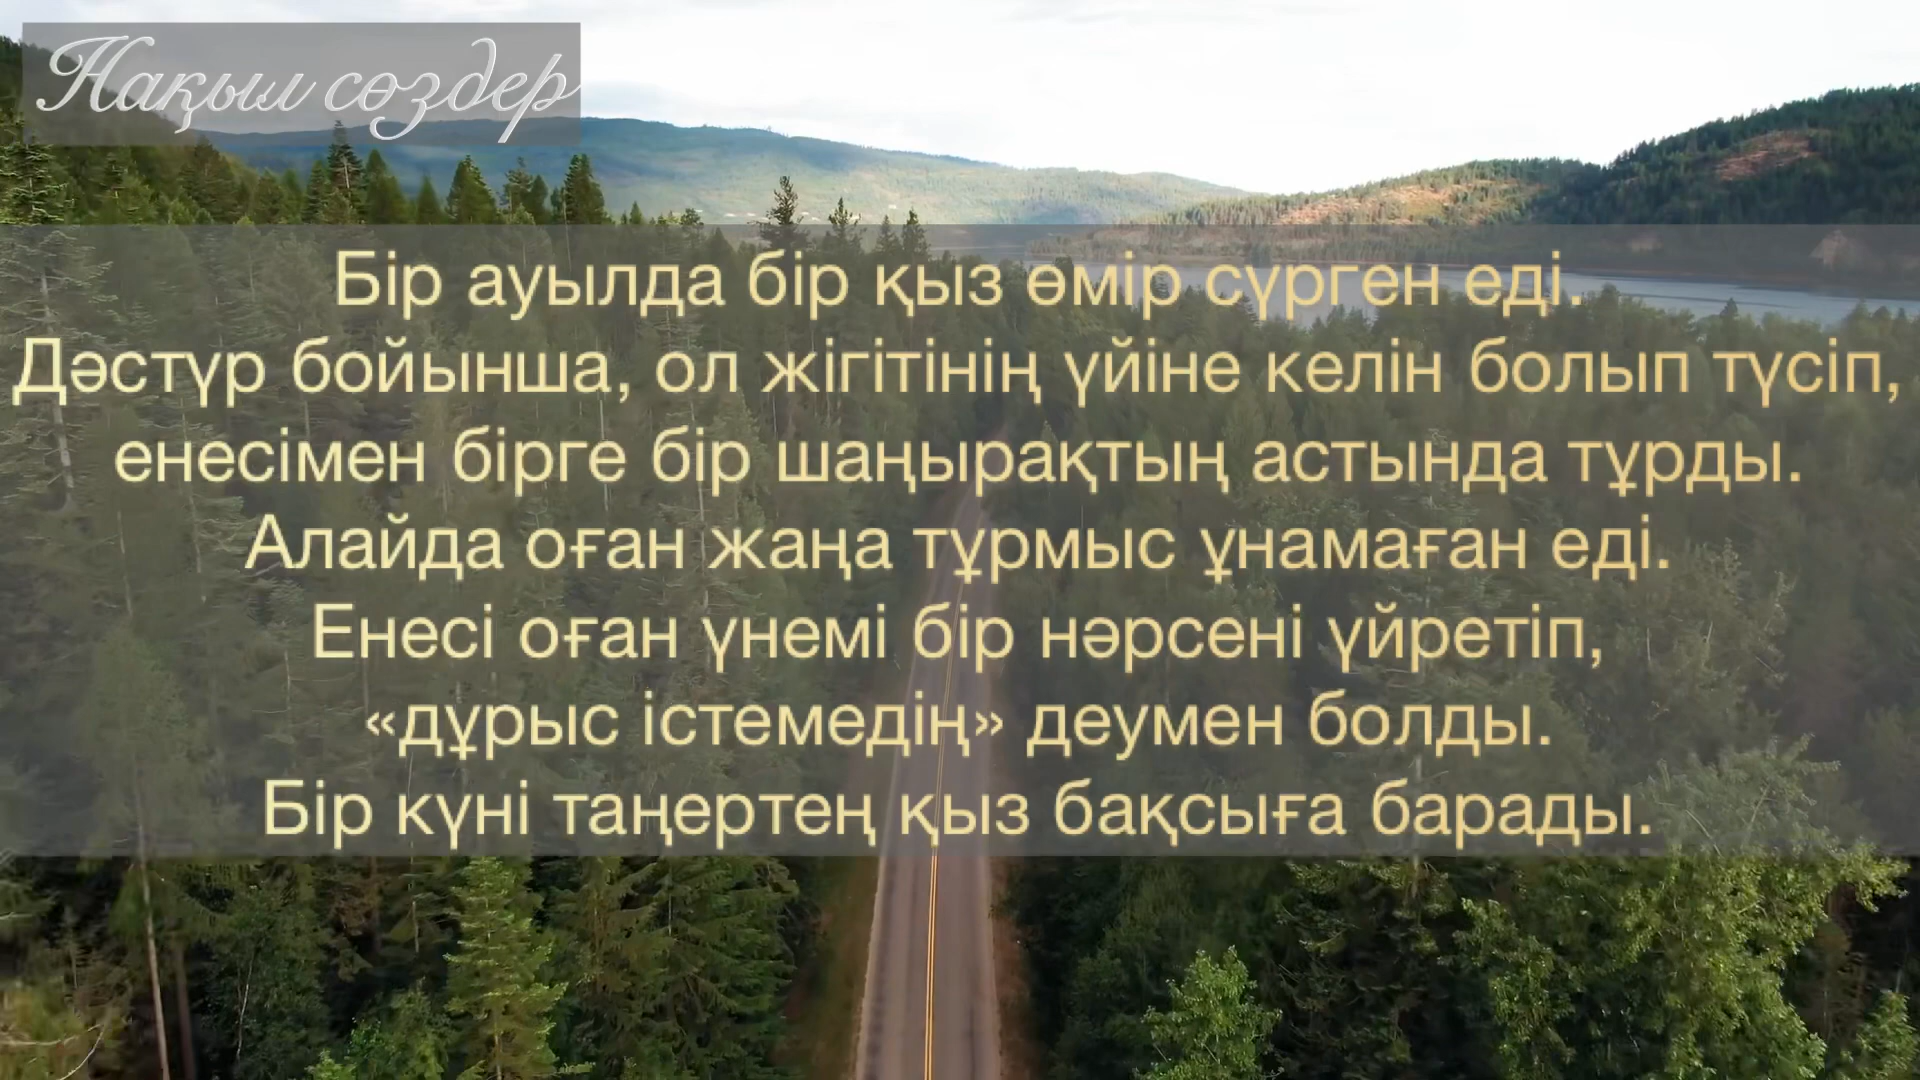 Нақыл сөздер
Бір ауылда бір қыз өмір сүрген еді.
Дәстүр бойынша, ол жігітінің үйіне келін болып түсіп,
енесімен бірге бір шаңырақтың астында тұрды.
Алайда оған жаңа тұрмыс ұнамаған еді.
Енесі оған үнемі бір нәрсені үйретіп,
«дұрыс істемедің» деумен болды.
Бір күні таңертең қыз бақсыға барады.